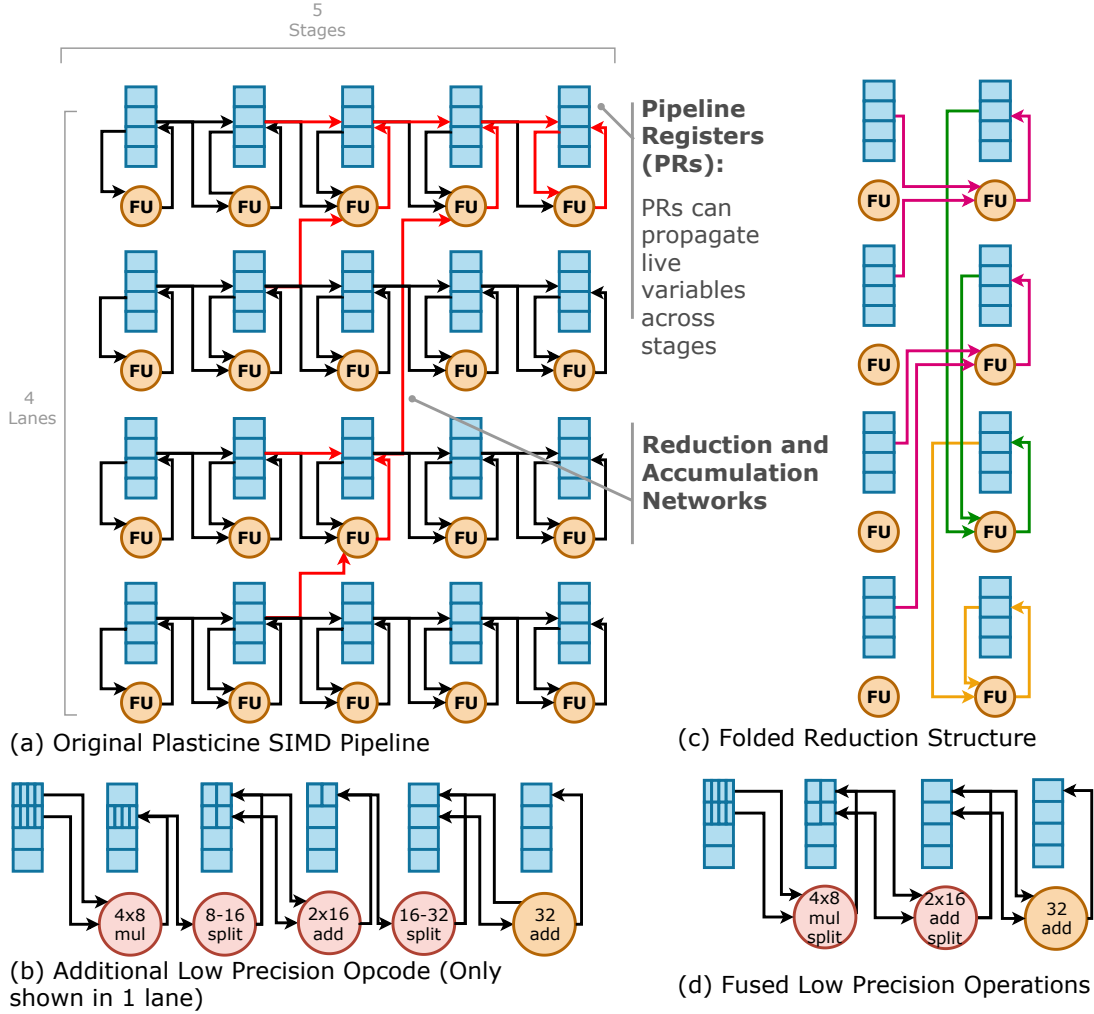 5
Stages
4
Lanes
FU FU FU FU FU
FU FU FU FU FU
FU FU FU FU FU
FU FU FU FU FU
Pipeline
Registers
(PRs):
PRs can
propagate
live
variables
across
stages
Reduction and
Accumulation
Networks
(a) Original Plasticine SIMD Pipeline
FU FU
FU FU
FU FU
FU FU
(c) Folded Reduction Structure
4x8
mul
8-16
split
2x16
add
16-32
split
32
add
(b) Additional Low Precision Opcode (Only
shown in 1 lane)
4x8
mul
split
2x16
add
split
32
add
(d) Fused Low Precision Operations